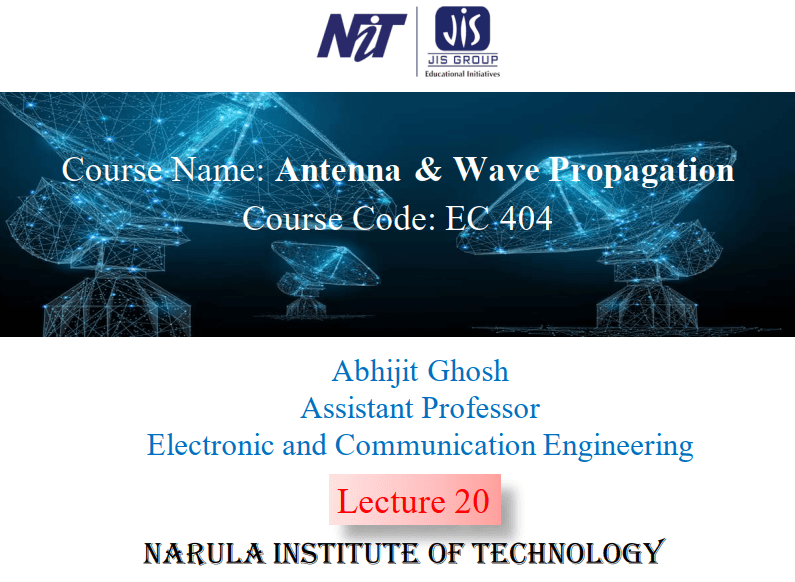 NiT
JIS
JIS GROUP
Educational Initiatives
Course Name: Antenna & Wave Propagation
Course Code: EC 404
Abhijit Ghosh
Assistant Professor
Electronic and Communication Engineering
Lecture 20
NARULA INSTITUTE OF TECHNOLOGY